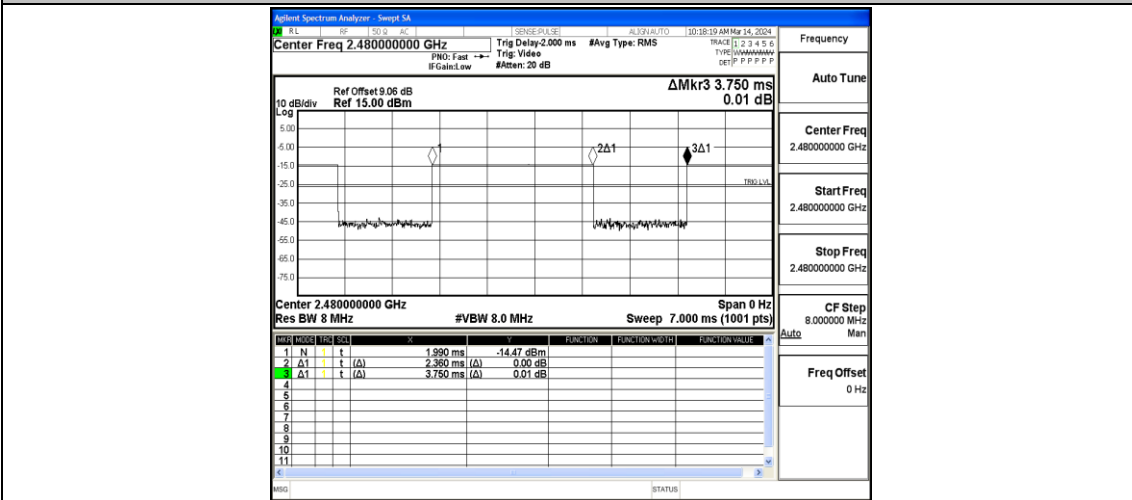 Agilent Spectrum Analyzer - Swept SA
RL RF 50 Ω AC SENSE:PULSE ALIGN AUTO 10:18:19 AM Mar 14, 2024
Center Freq 2.480000000 GHz
PNO: Fast
IFGain:Low
Trig Delay-2.000 ms
Trig: Video
#Atten: 20 dB
#Avg Type: RMS
TRACE 1 2 3 4 5 6
TYPE WWWWWW
DET P P P P P P
Frequency
Auto Tune
Center Freq
2.480000000 GHz
Start Freq
2.480000000 GHz
Stop Freq
2.480000000 GHz
CF Step
8.000000 MHz
Auto Man
Freq Offset
0 Hz
ΔMkr3 3.750 ms
0.01 dB
Ref Offset 9.06 dB
10 dB/div Ref 15.00 dBm
Log
5.00
-5.00
-15.0
-25.0
-35.0
-45.0
-55.0
-65.0
-75.0
1
2Δ1
3Δ1
TRIG LVL
Center 2.480000000 GHz Span 0 Hz
Res BW 8 MHz #VBW 8.0 MHz Sweep 7.000 ms (1001 pts)
MKR MODE TRC SCL X Y FUNCTION FUNCTION WIDTH FUNCTION VALUE
1 N 1 t 1.990 ms -14.47 dBm
2 Δ1 1 t (Δ) 2.360 ms (Δ) 0.00 dB
3 Δ1 1 t (Δ) 3.750 ms (Δ) 0.01 dB
4
5
6
7
8
9
10
11
MSG STATUS